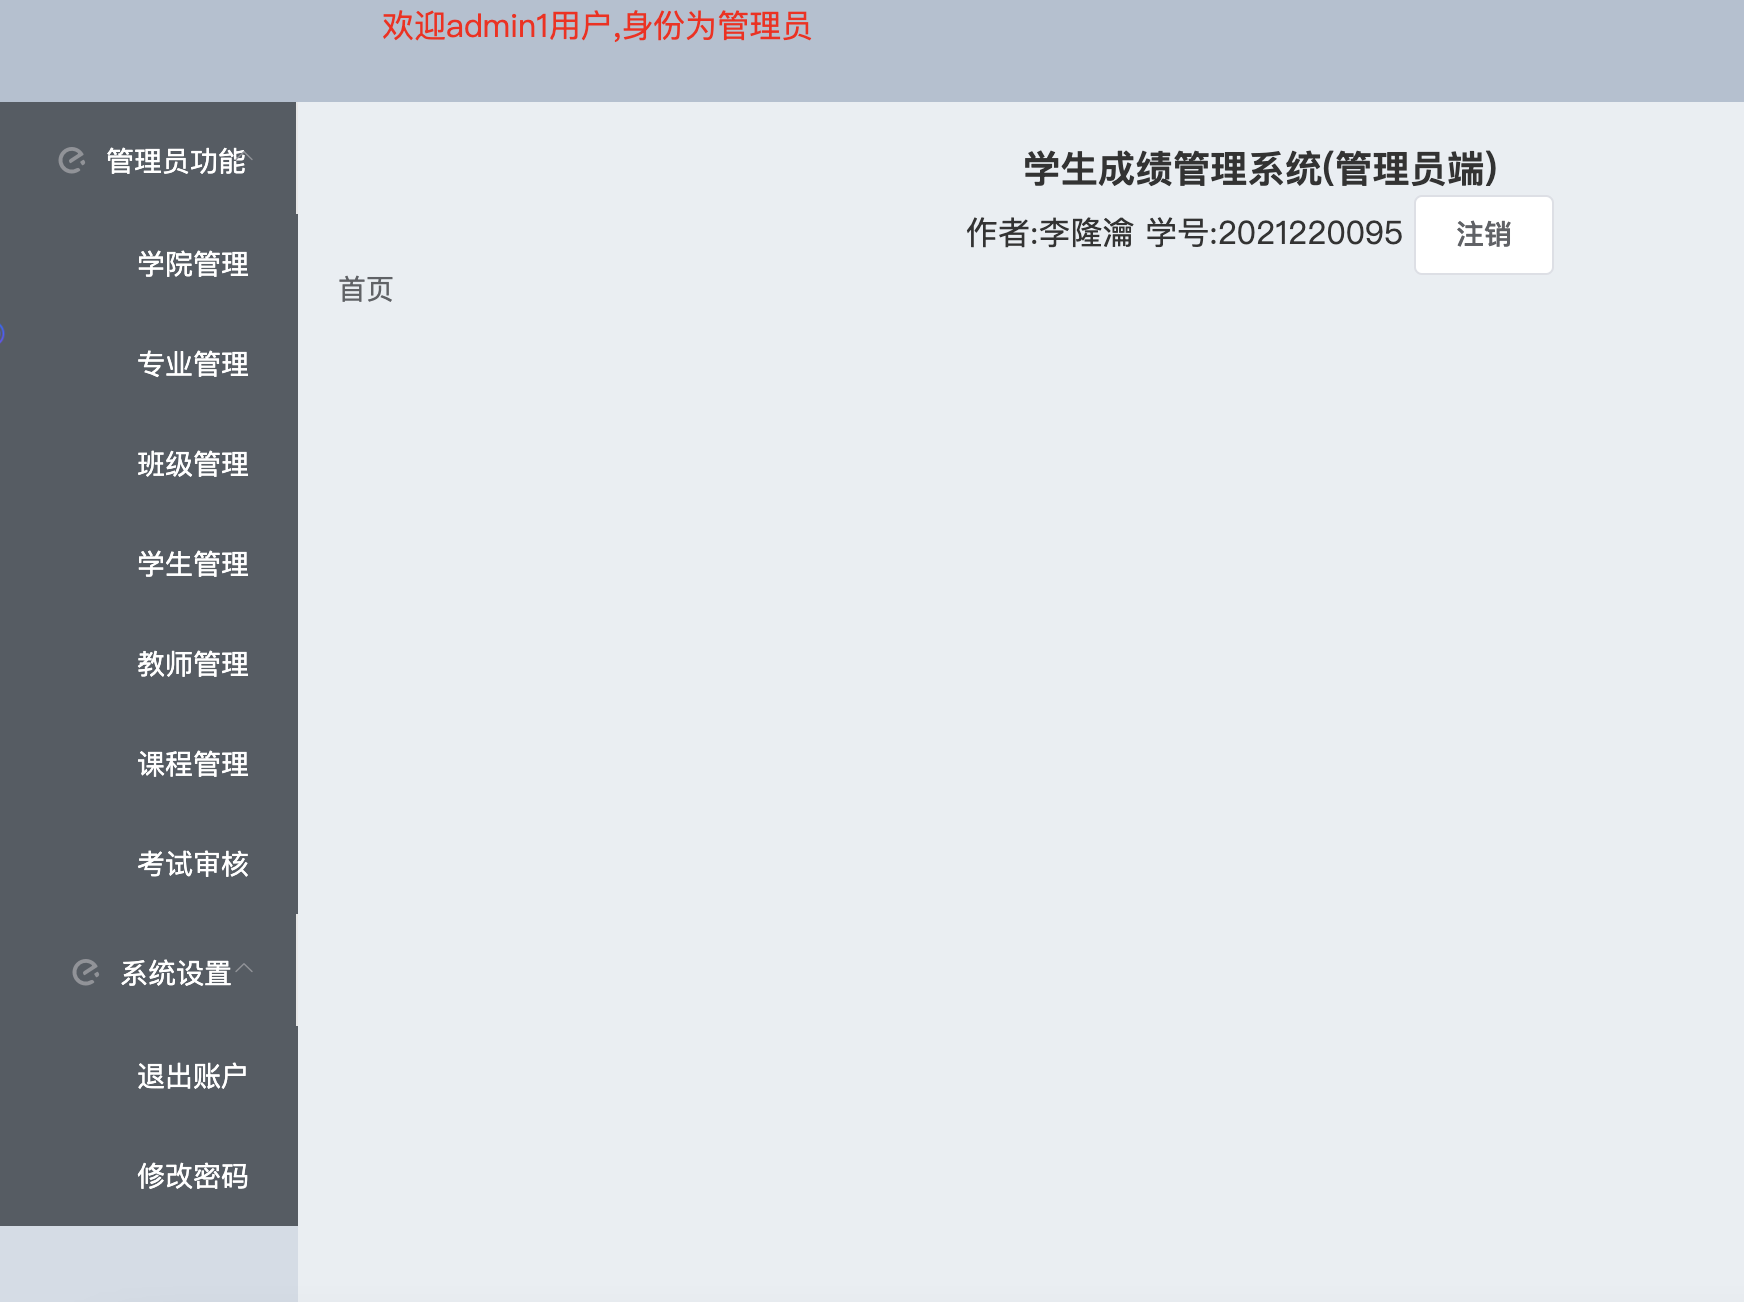 欢迎admin1用户,身份为管理员
管理员功能
学院管理
专业管理
班级管理
学生管理
教师管理
课程管理
考试审核
系统设置
退出账户
修改密码
学生成绩管理系统(管理员端)
作者:李隆瀹 学号:2021220095 注销
首页